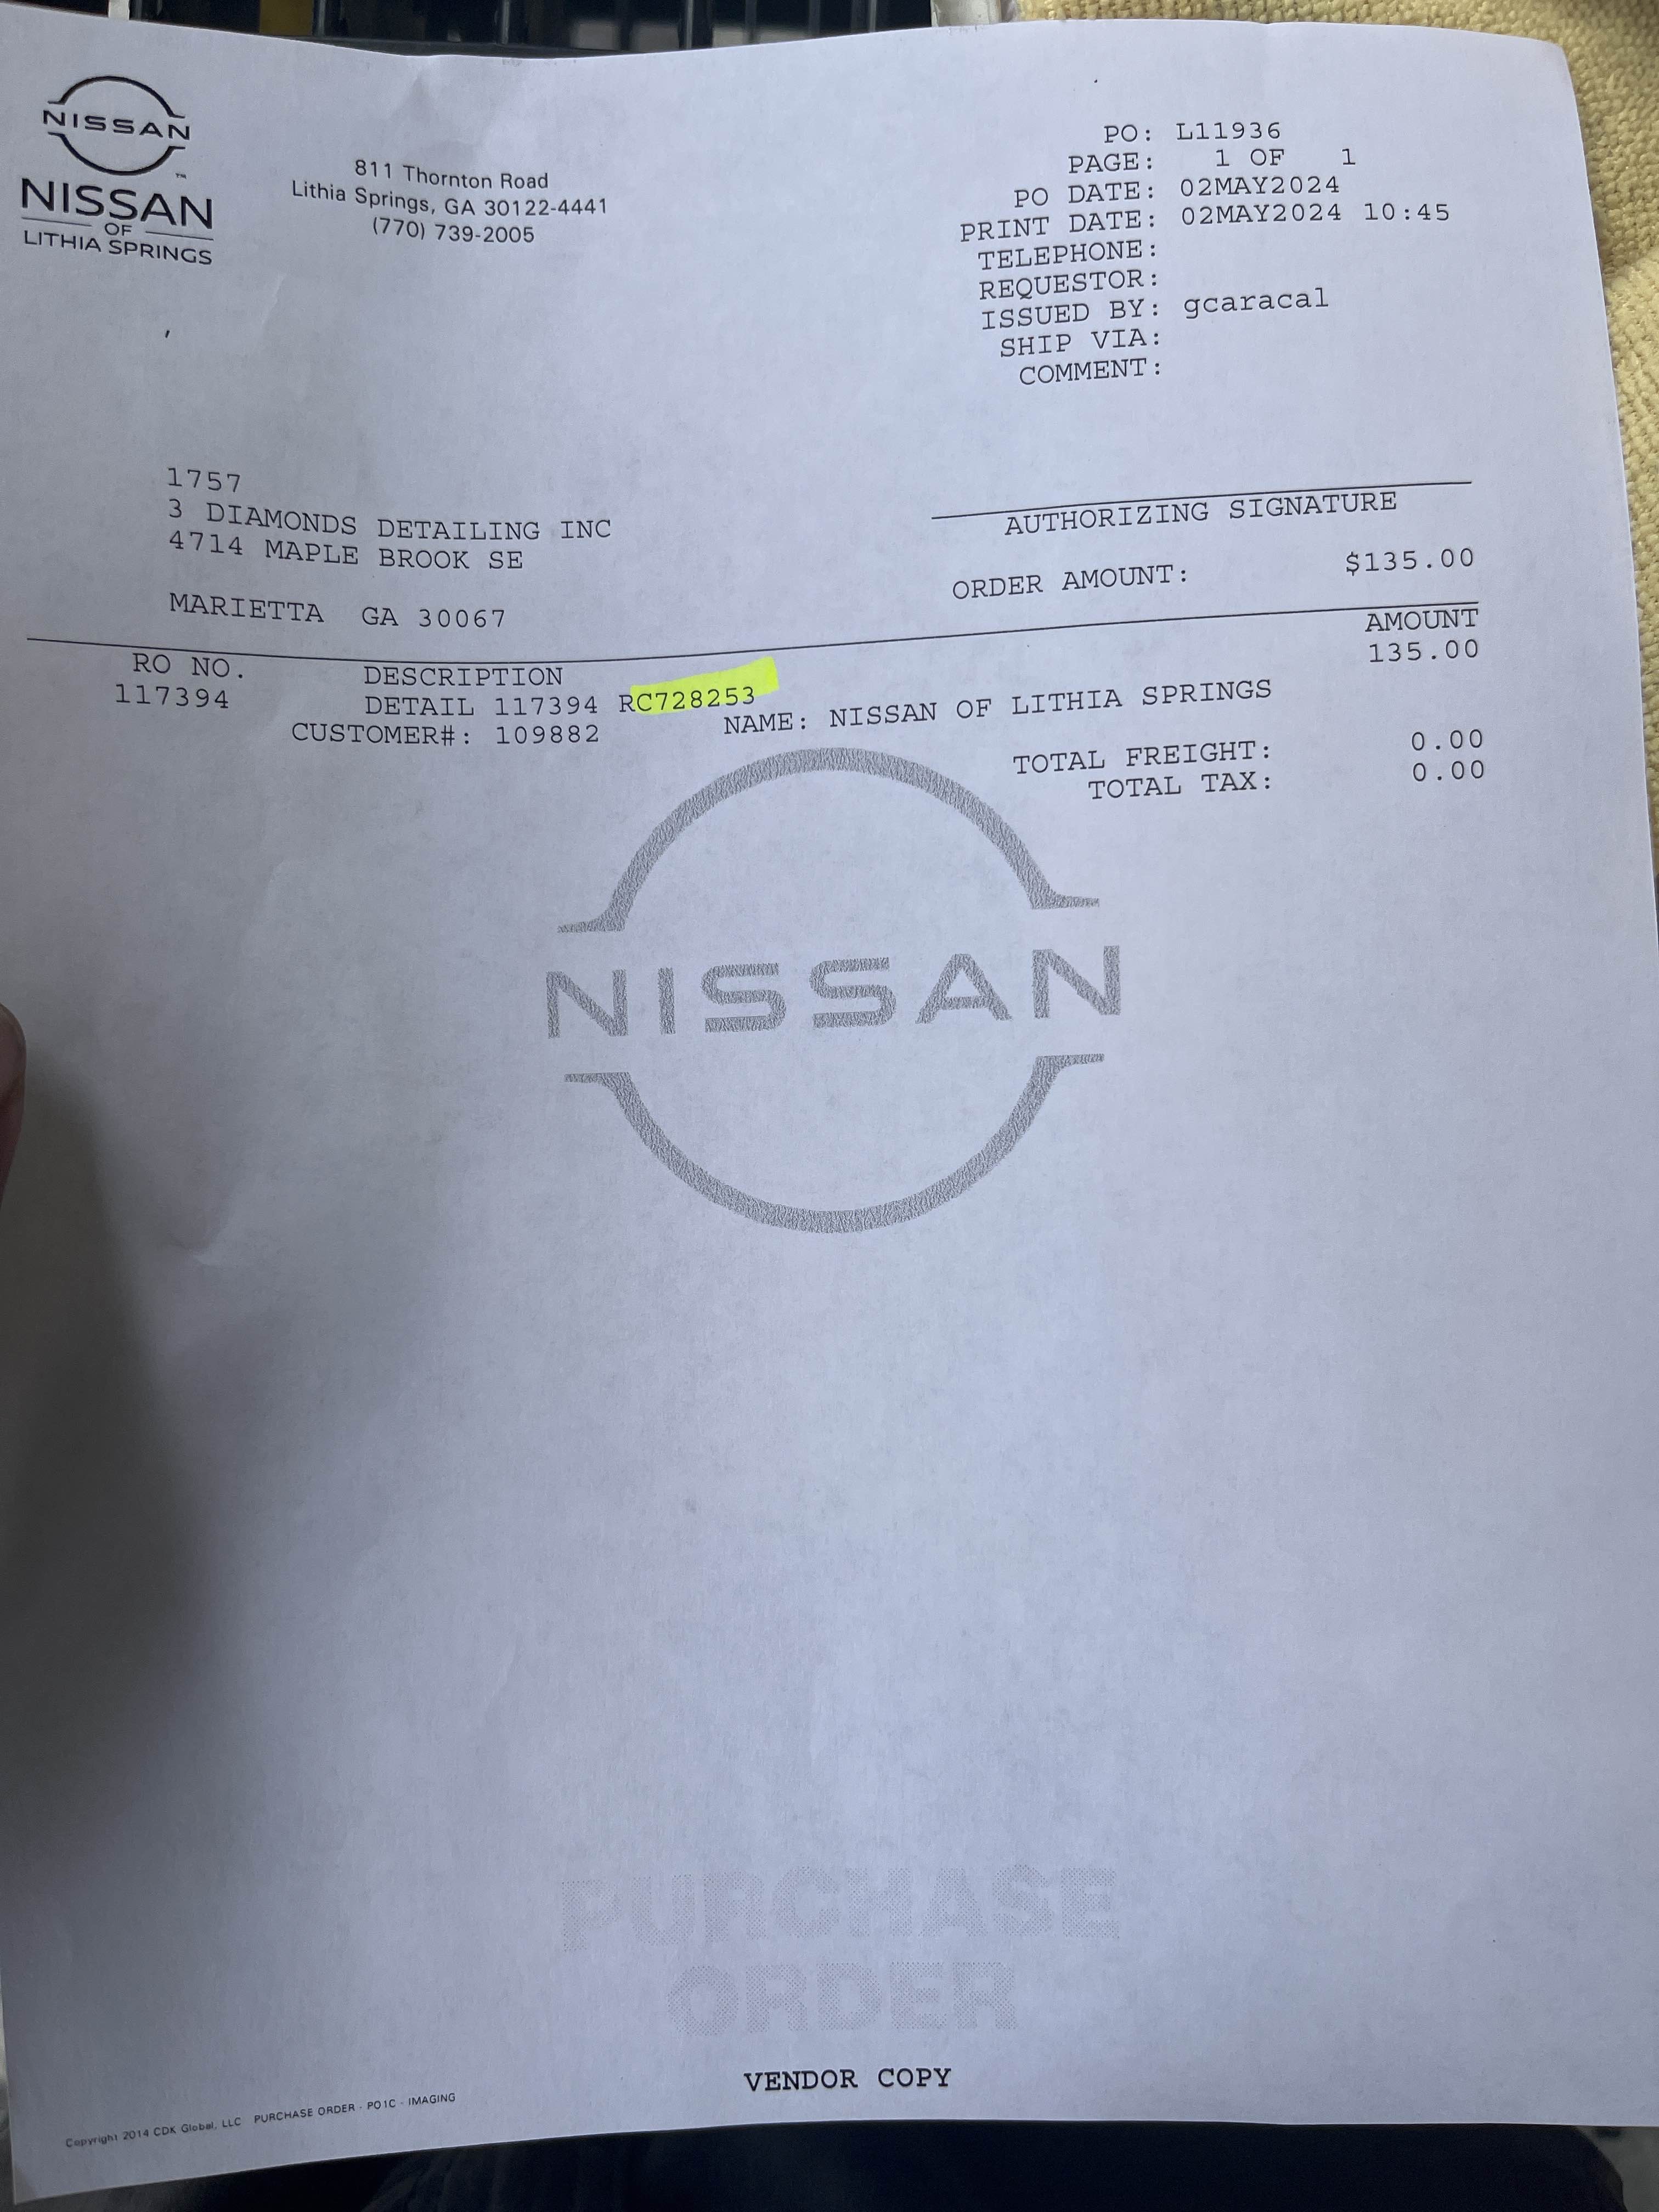 NISSAN
NISSAN
OF
LITHIA SPRINGS
811 Thornton Road
Lithia Springs, GA 30122-4441
(770) 739-2005
PO: L11936
PAGE: 1 OF 1
PO DATE: 02MAY2024
PRINT DATE: 02MAY2024 10:45
TELEPHONE:
REQUESTOR:
ISSUED BY: gcaracal
SHIP VIA:
COMMENT:
1757
3 DIAMONDS DETAILING INC
4714 MAPLE BROOK SE
MARIETTA GA 30067
AUTHORIZING SIGNATURE
ORDER AMOUNT: $135.00
RO NO. DESCRIPTION AMOUNT
117394 DETAIL 117394 RC728253 135.00
CUSTOMER#: 109882 NAME: NISSAN OF LITHIA SPRINGS
TOTAL FREIGHT: 0.00
TOTAL TAX: 0.00
NISSAN
PURCHASE
ORDER
VENDOR COPY
Copyright 2014 CDK Global, LLC PURCHASE ORDER - PO1C - IMAGING